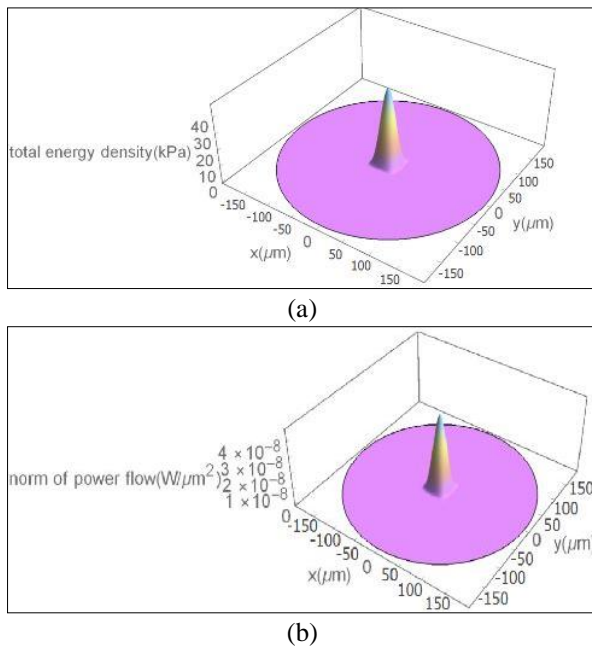 40
30
total energy density(kPa)
20
10
0
-150
-100
-50
0
50
100
150
x(μm)
150
100
50
0
-50
-100
-150
y(μm)
(a)
4 × 10⁻⁸
3 × 10⁻⁸
norm of power flow(W/μm²)
2 × 10⁻⁸
1 × 10⁻⁸
0
-150
-100
-50
0
50
100
150
x(μm)
150
100
50
0
-50
-100
-150
y(μm)
(b)